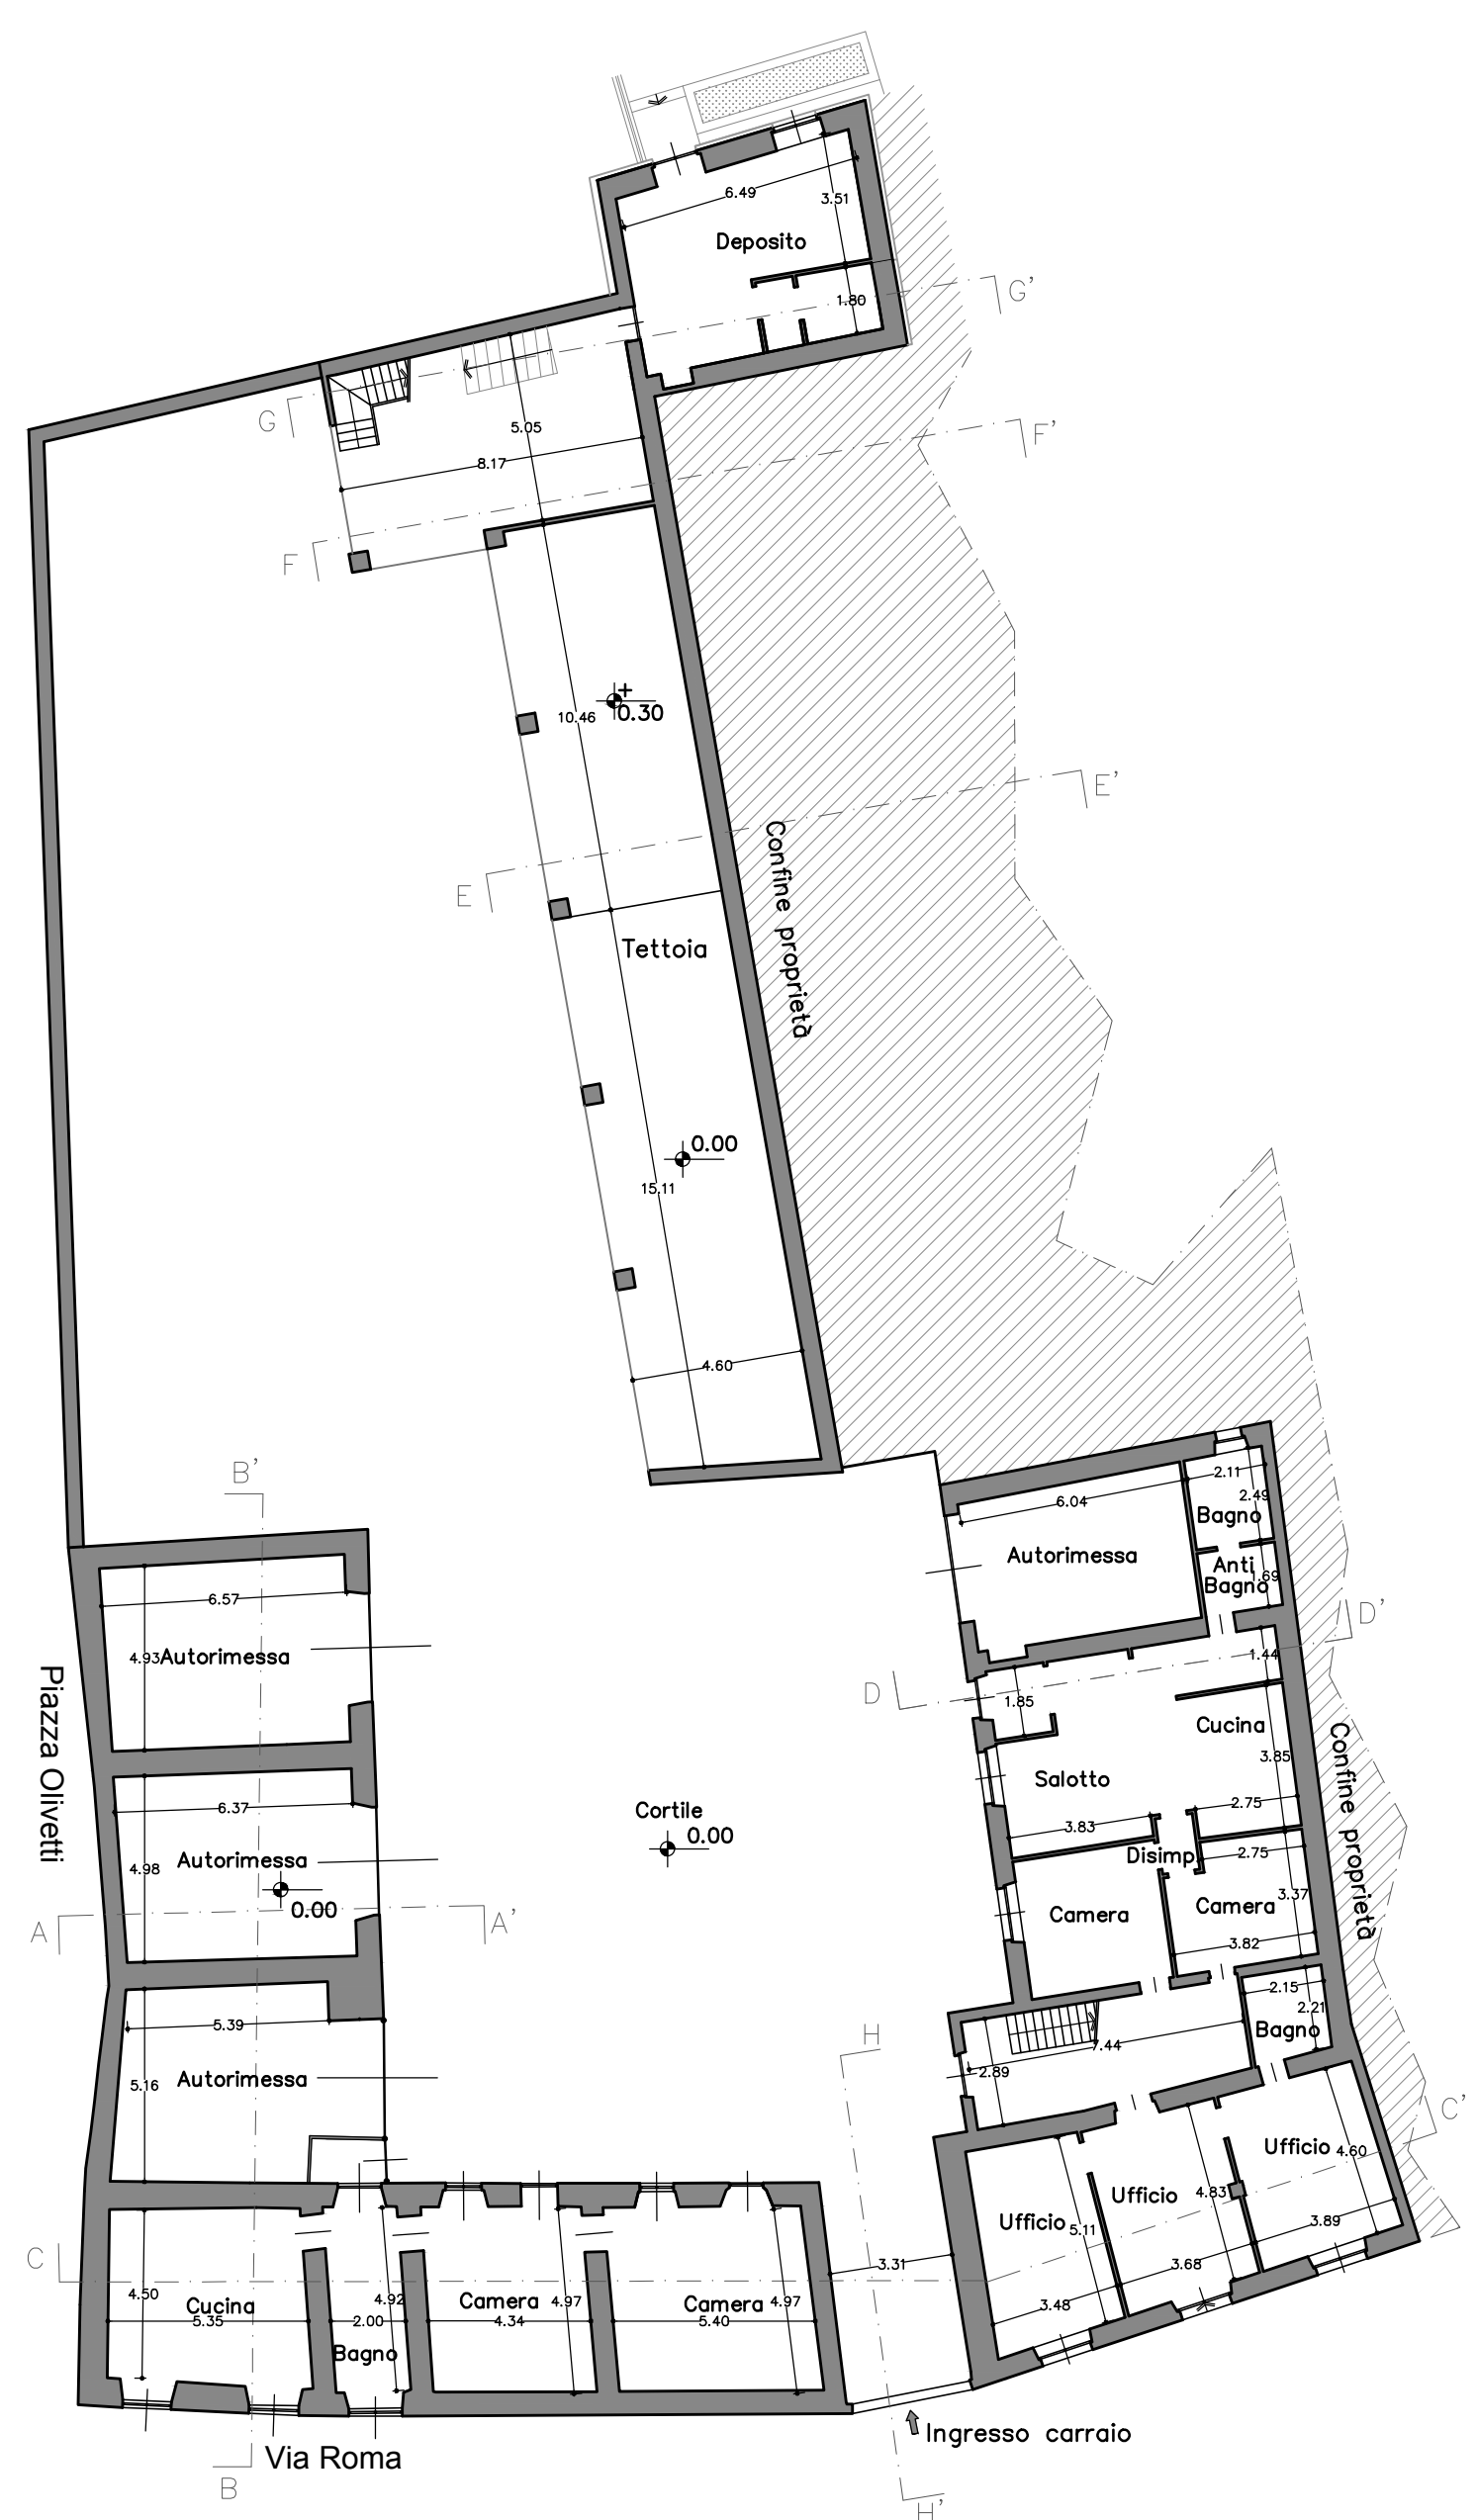 6.49
3.51
Deposito
1.80
G'
G
5.05
F'
8.17
F
+
0.30
10.46
E'
E
Confine proprietà
Tettoia
0.00
15.11
4.60
B'
2.11
6.04
2.49
Bagno
Autorimessa
Anti
Bagno
1.69
6.57
D'
4.93
Autorimessa
1.44
Piazza Olivetti
D
1.85
Cucina
Confine proprietà
3.85
Salotto
6.37
Cortile
0.00
2.75
3.83
4.98
Autorimessa
Disimp.
2.75
0.00
3.37
Camera
Camera
A
A'
3.82
2.15
2.21
5.39
Bagno
H
7.44
2.89
Autorimessa
5.16
C'
Ufficio
4.60
Ufficio
4.83
Ufficio
5.11
3.89
C
3.31
3.68
4.50
Cucina
4.92
Camera
4.97
Camera
4.97
3.48
5.35
2.00
4.34
5.40
Bagno
Ingresso carraio
Via Roma
B
H'